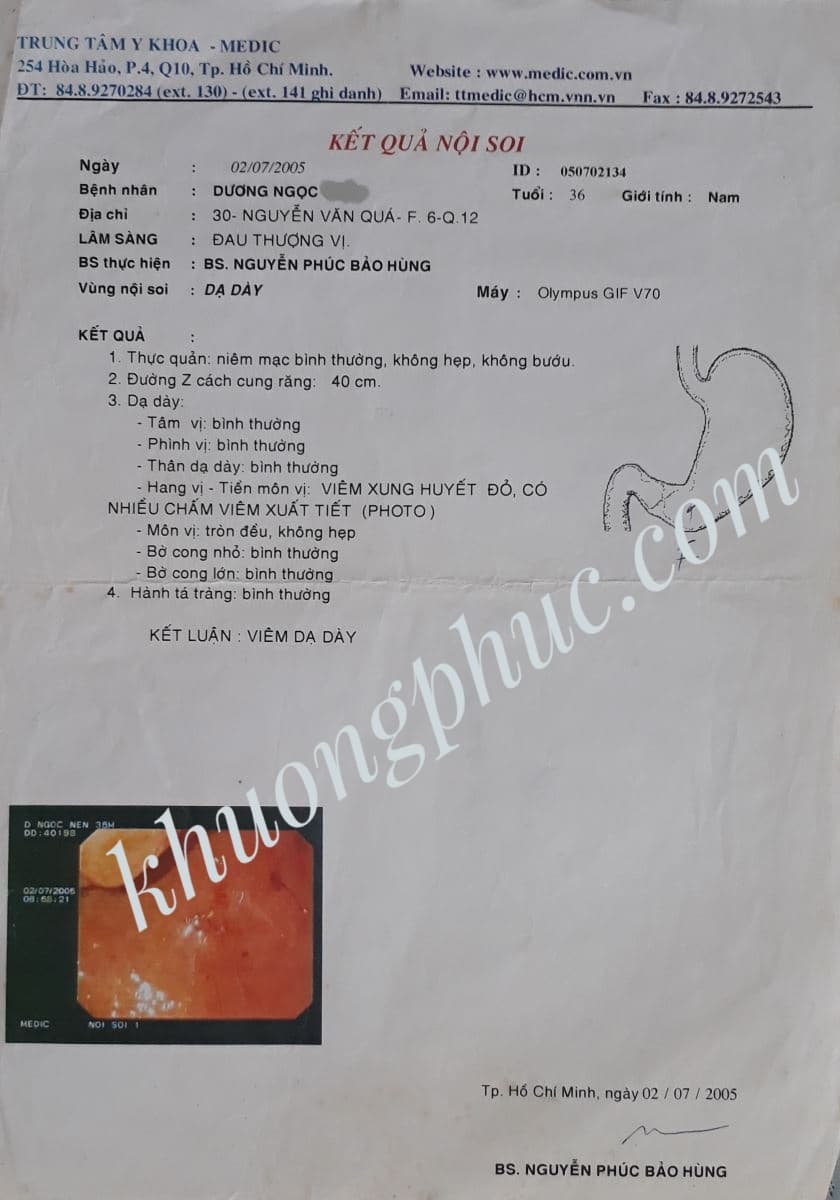 TRUNG TÂM Y KHOA - MEDIC
254 Hòa Hảo, P.4, Q10, Tp. Hồ Chí Minh. Website : www.medic.com.vn
ĐT: 84.8.9270284 (ext. 130) - (ext. 141 ghi danh) Email: ttmedic@hcm.vnn.vn Fax : 84.8.9272543
KẾT QUẢ NỘI SOI
Ngày : 02/07/2005 ID : 050702134
Bệnh nhân : DƯƠNG NGỌC Tuổi : 36 Giới tính : Nam
Địa chỉ : 30- NGUYỄN VĂN QUÁ- F. 6-Q.12
LÂM SÀNG : ĐAU THƯỢNG VỊ.
BS thực hiện : BS. NGUYỄN PHÚC BẢO HÙNG
Vùng nội soi : DẠ DÀY Máy : Olympus GIF V70
KẾT QUẢ :
1. Thực quản: niêm mạc bình thường, không hẹp, không bướu.
2. Đường Z cách cung răng: 40 cm.
3. Dạ dày:
- Tâm vị: bình thường
- Phình vị: bình thường
- Thân dạ dày: bình thường
- Hang vị - Tiền môn vị: VIÊM XUNG HUYẾT ĐỎ, CÓ
NHIỀU CHẤM VIÊM XUẤT TIẾT (PHOTO)
- Môn vị: tròn đều, không hẹp
- Bờ cong nhỏ: bình thường
- Bờ cong lớn: bình thường
4. Hành tá tràng: bình thường
KẾT LUẬN : VIÊM DẠ DÀY
khuongphuc.com
D NGOC NEN 36M
DD:40198
02/07/2005
MEDIC NOI SOI 1
Tp. Hồ Chí Minh, ngày 02 / 07 / 2005
BS. NGUYỄN PHÚC BẢO HÙNG